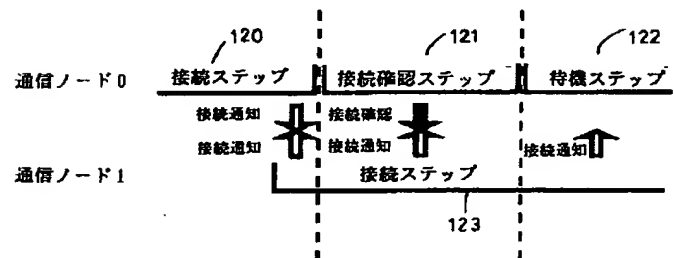 120
121
122
通信ノード0
接続ステップ
接続確認ステップ
待機ステップ
接続通知
接続確認
接続通知
接続通知
接続通知
通信ノード1
接続ステップ
123